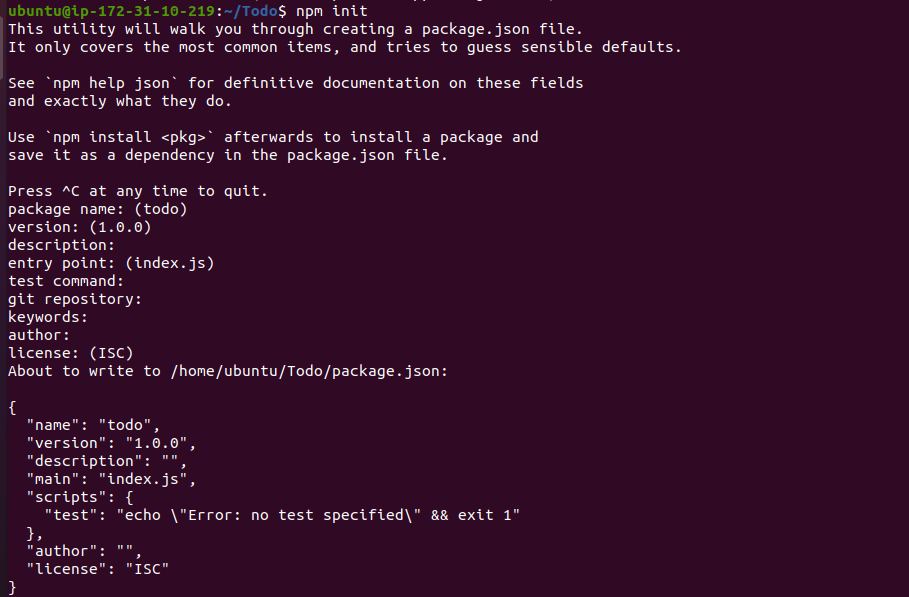 ubuntu@ip-172-31-10-219:~/Todo$ npm init
This utility will walk you through creating a package.json file.
It only covers the most common items, and tries to guess sensible defaults.

See `npm help json` for definitive documentation on these fields
and exactly what they do.

Use `npm install <pkg>` afterwards to install a package and
save it as a dependency in the package.json file.

Press ^C at any time to quit.
package name: (todo)
version: (1.0.0)
description:
entry point: (index.js)
test command:
git repository:
keywords:
author:
license: (ISC)
About to write to /home/ubuntu/Todo/package.json:

{
  "name": "todo",
  "version": "1.0.0",
  "description": "",
  "main": "index.js",
  "scripts": {
    "test": "echo \"Error: no test specified\" && exit 1"
  },
  "author": "",
  "license": "ISC"
}